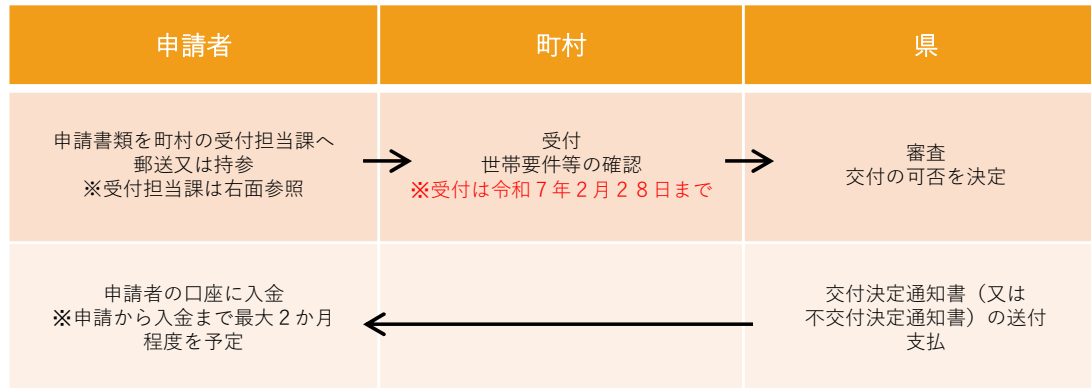 申請者
町村
県
申請書類を町村の受付担当課へ
郵送又は持参
※受付担当課は右面参照
受付
世帯要件等の確認
※受付は令和７年２月２８日まで
審査
交付の可否を決定
申請者の口座に入金
※申請から入金まで最大２か月
程度を予定
交付決定通知書（又は
不交付決定通知書）の送付
支払